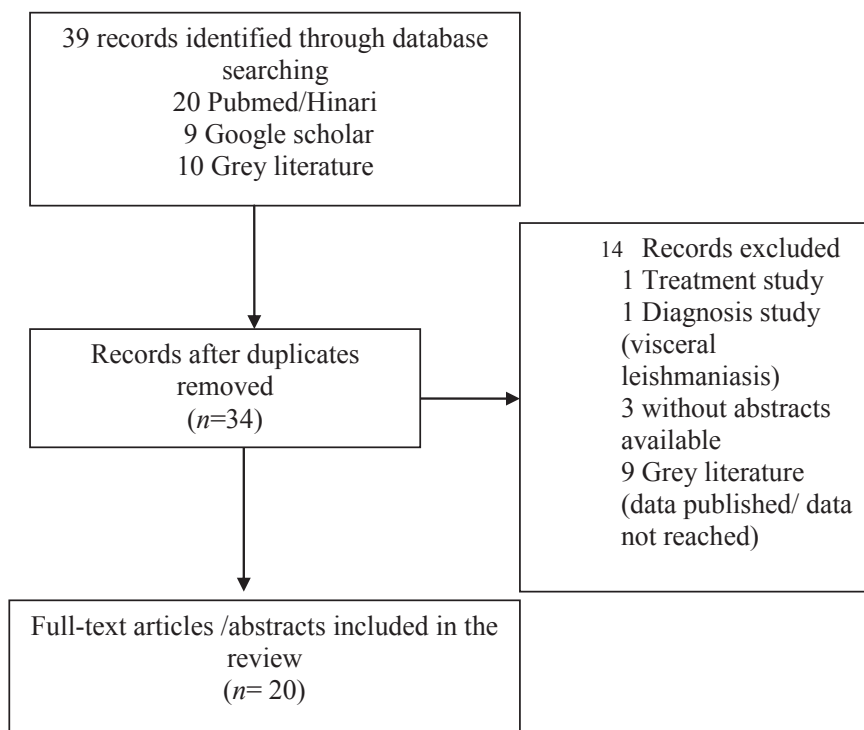 39 records identified through database
searching
20 Pubmed/Hinari
9 Google scholar
10 Grey literature
Records after duplicates
removed
(n=34)
14 Records excluded
1 Treatment study
1 Diagnosis study
(visceral
leishmaniasis)
3 without abstracts
available
9 Grey literature
(data published/ data
not reached)
Full-text articles /abstracts included in the
review
(n= 20)